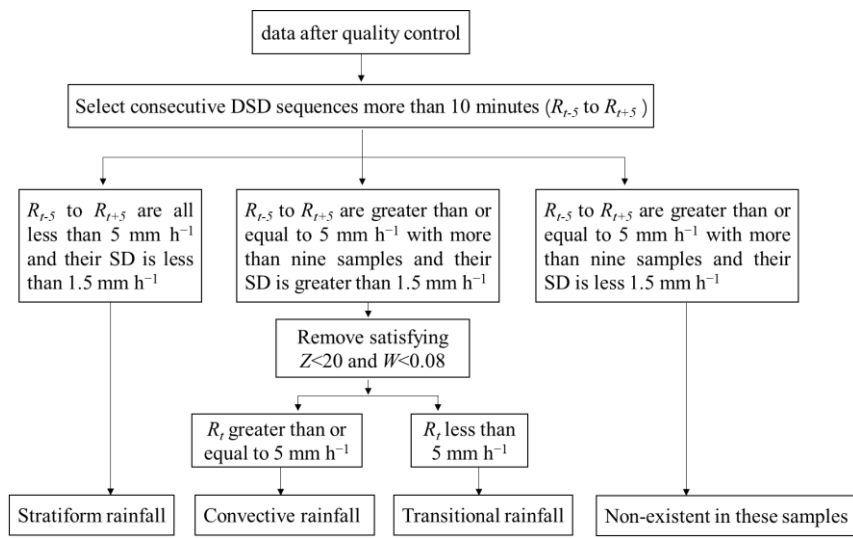 data after quality control
Select consecutive DSD sequences more than 10 minutes (Rt-5 to Rt+5 )
Rt-5 to Rt+5 are all
less than 5 mm h−1
and their SD is less
than 1.5 mm h−1
Rt-5 to Rt+5 are greater than or
equal to 5 mm h−1 with more
than nine samples and their
SD is greater than 1.5 mm h−1
Rt-5 to Rt+5 are greater than or
equal to 5 mm h−1 with more
than nine samples and their
SD is less 1.5 mm h−1
Remove satisfying
Z<20 and W<0.08
Rt greater than or
equal to 5 mm h−1
Rt less than
5 mm h−1
Stratiform rainfall
Convective rainfall
Transitional rainfall
Non-existent in these samples